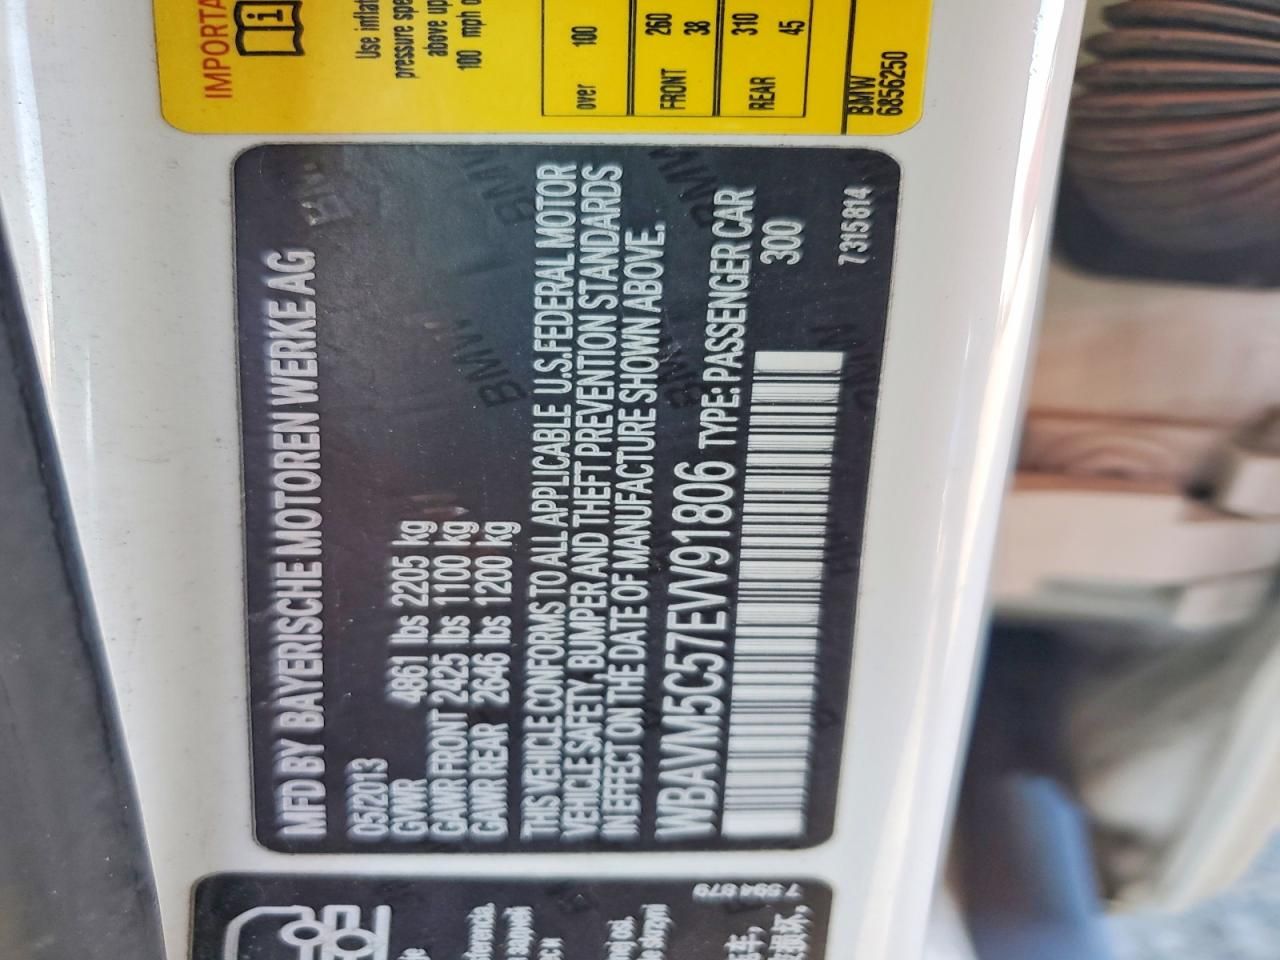 IMPORTA
Use
pressure spe
above up
100 mph o
over 100
FRONT 260
38
REAR 310
45
BMW
6856250
MFD BY BAYERISCHE MOTOREN WERKE AG
05/2013
GVWR 4861 lbs 2205 kg
GAWR FRONT 2425 lbs 1100 kg
GAWR REAR 2646 lbs 1200 kg
THIS VEHICLE CONFORMS TO ALL APPLICABLE U.S.FEDERAL MOTOR
VEHICLE SAFETY, BUMPER AND THEFT PREVENTION STANDARDS
IN EFFECT ON THE DATE OF MANUFACTURE SHOWN ABOVE.
WBAVM5C57EVV91806 TYPE: PASSENGER CAR
300
7 315 814
7 594 879